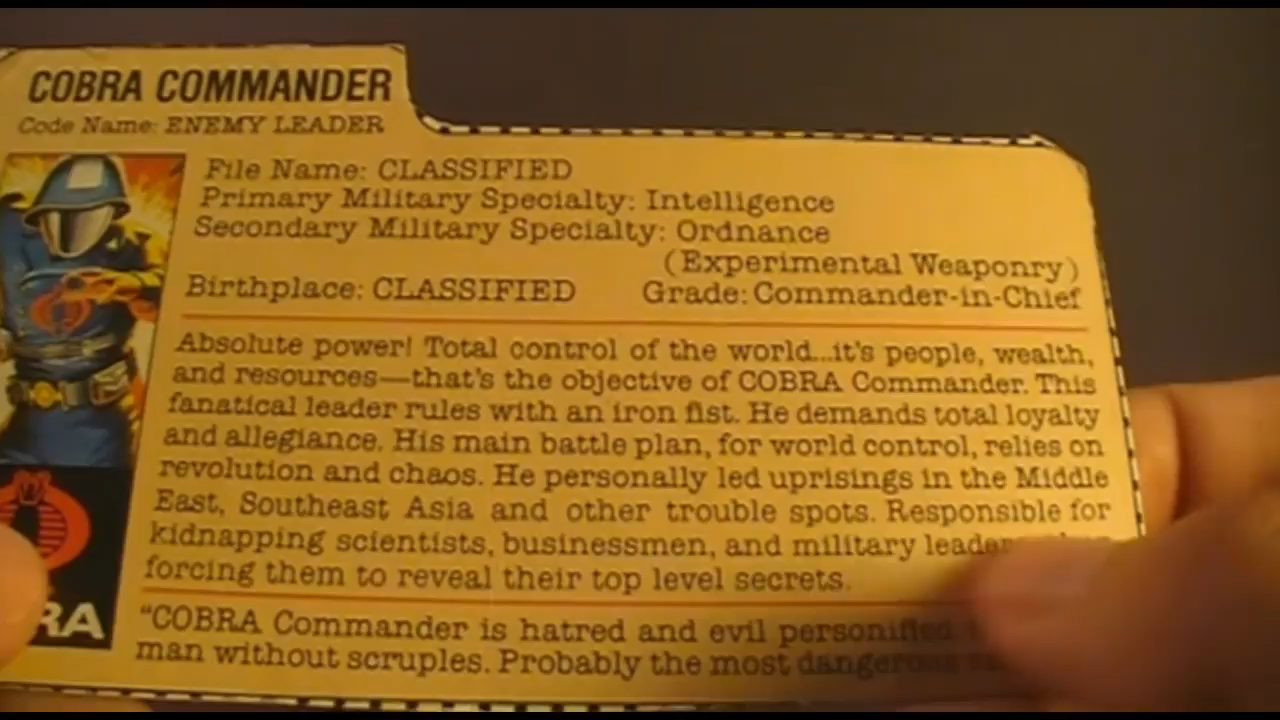 COBRA COMMANDER
Code Name: ENEMY LEADER
File Name: CLASSIFIED
Primary Military Specialty: Intelligence
Secondary Military Specialty: Ordnance
(Experimental Weaponry)
Birthplace: CLASSIFIED Grade: Commander-in-Chief
Absolute power! Total control of the world...it's people, wealth,
and resources—that's the objective of COBRA Commander. This
fanatical leader rules with an iron fist. He demands total loyalty
and allegiance. His main battle plan, for world control, relies on
revolution and chaos. He personally led uprisings in the Middle
East, Southeast Asia and other trouble spots. Responsible for
kidnapping scientists, businessmen, and military
forcing them to reveal their top level secrets.
RA
"COBRA Commander is hatred and evil personified
man without scruples. Probably the most dangerous